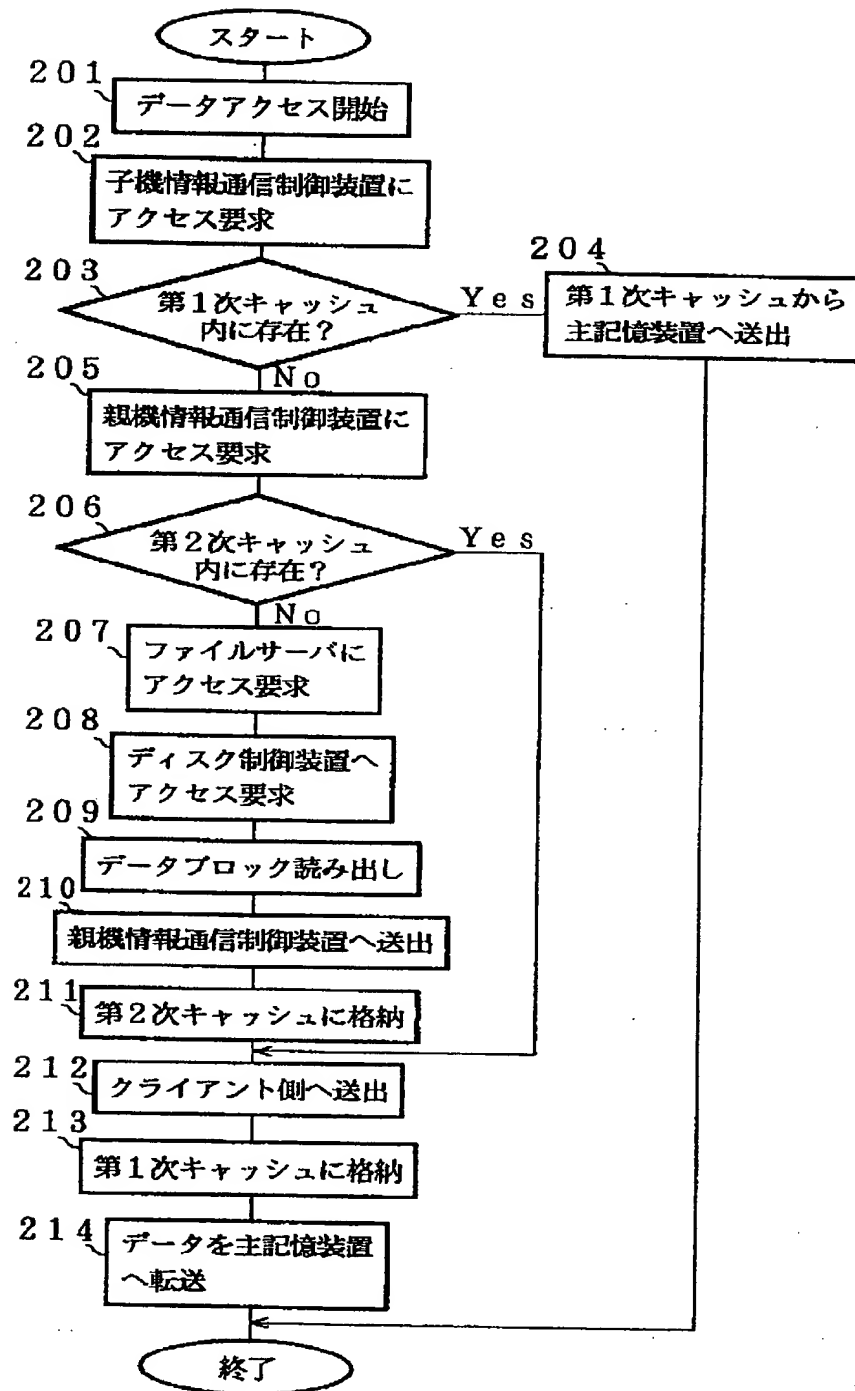 スタート
201
データアクセス開始
202
子機情報通信制御装置に
アクセス要求
203
第1次キャッシュ
内に存在?
Yes
204
第1次キャッシュから
主記憶装置へ送出
No
205
親機情報通信制御装置に
アクセス要求
206
第2次キャッシュ
内に存在?
Yes
No
207
ファイルサーバに
アクセス要求
208
ディスク制御装置へ
アクセス要求
209
データブロック読み出し
210
親機情報通信制御装置へ送出
211
第2次キャッシュに格納
212
クライアント側へ送出
213
第1次キャッシュに格納
214
データを主記憶装置
へ転送
終了